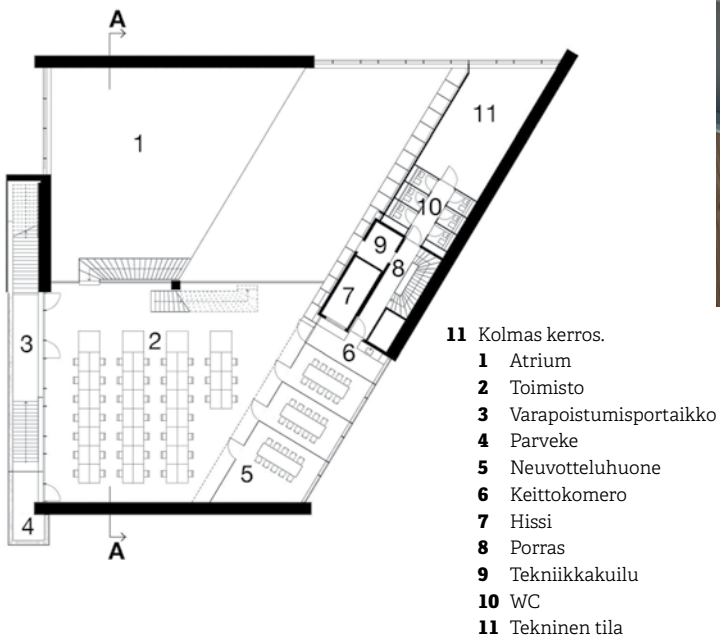 A
1
11
10
9
8
7
3
2
6
5
4
A
11 Kolmas kerros.
1 Atrium
2 Toimisto
3 Varapoistumisportaikko
4 Parveke
5 Neuvotteluhuone
6 Keittokomero
7 Hissi
8 Porras
9 Tekniikkakuilu
10 WC
11 Tekninen tila